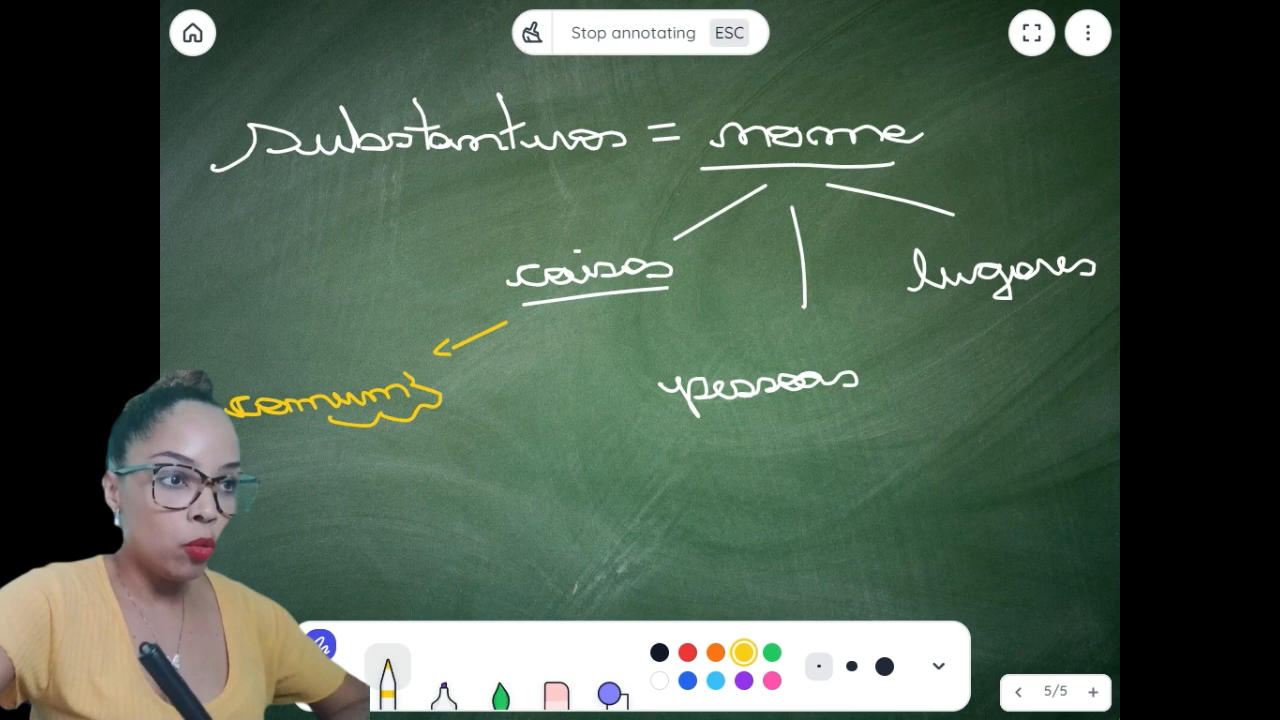 Stop annotating ESC
substantivos = nome
coisas
lugares
pessoas
comum
5/5